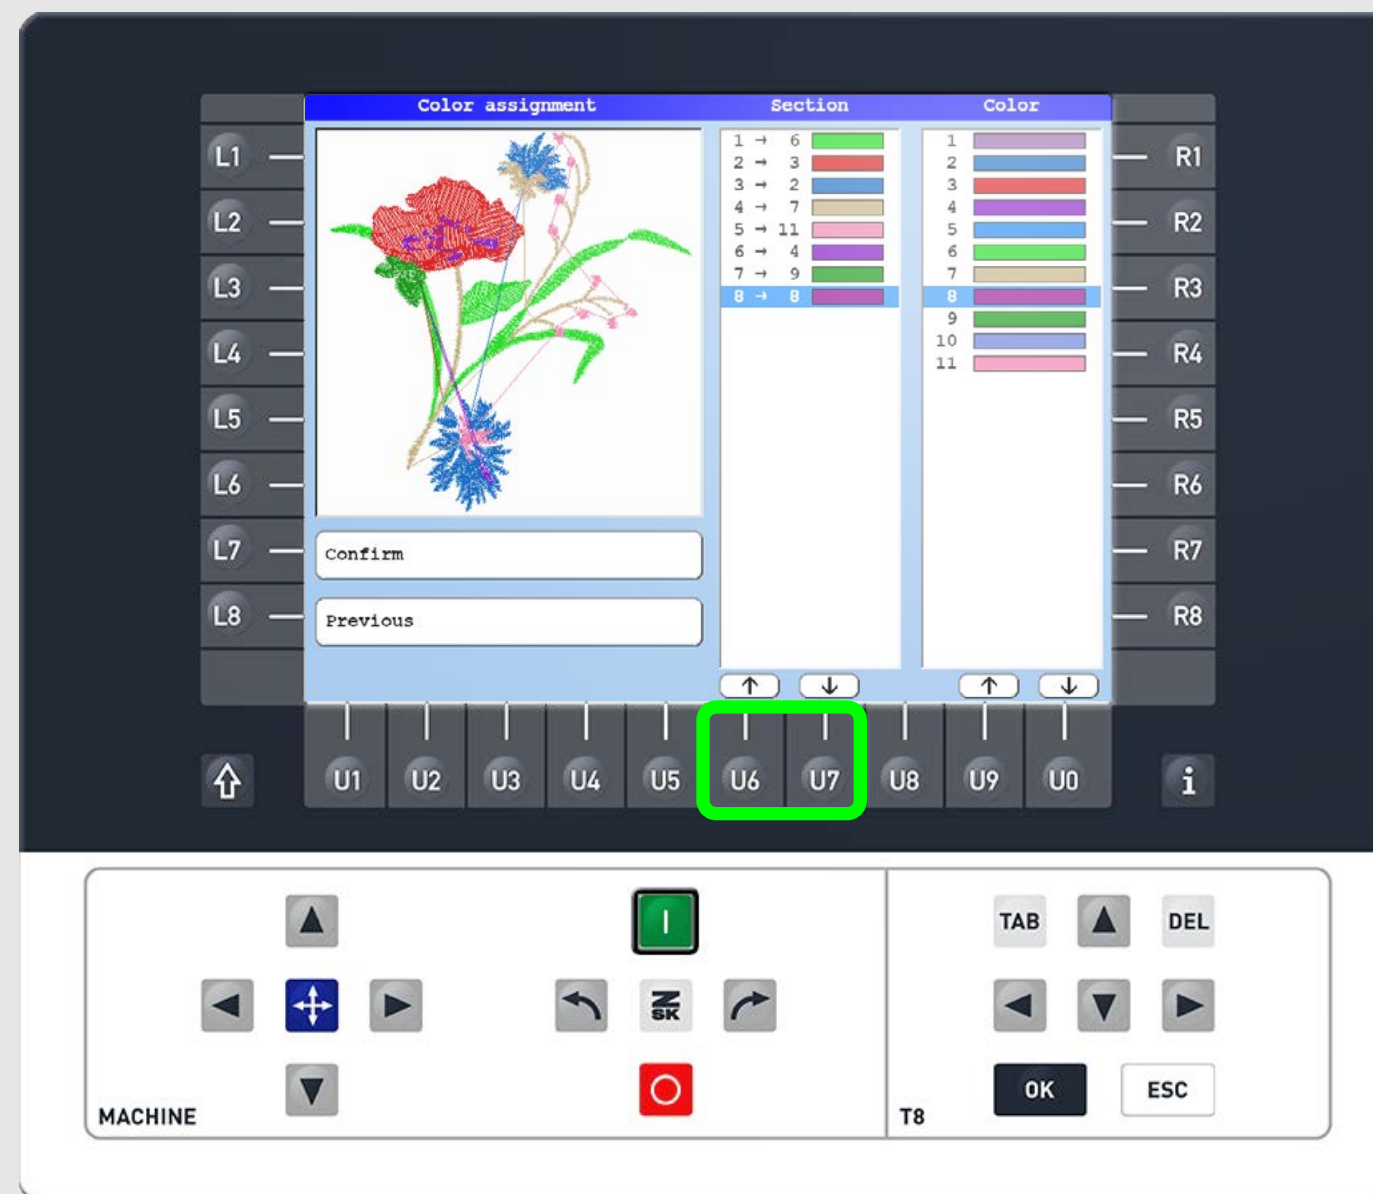 Color assignment Section Color
L1
L2
L3
L4
L5
L6
L7
L8
1 → 6
2 → 3
3 → 2
4 → 7
5 → 11
6 → 4
7 → 9
8 → 8
1
2
3
4
5
6
7
8
9
10
11
R1
R2
R3
R4
R5
R6
R7
R8
Confirm
Previous
↑ ↓ ↑ ↓
U1 U2 U3 U4 U5 U6 U7 U8 U9 U0
i
I
ZSK
MACHINE
TAB DEL
OK ESC
T8